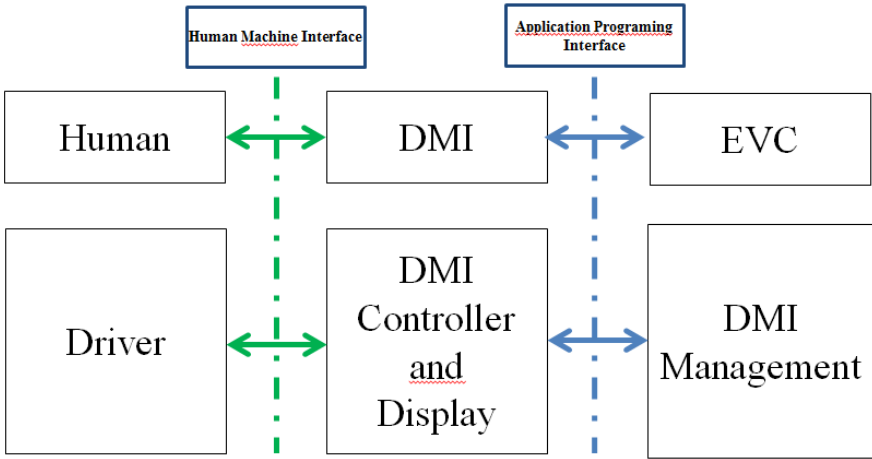 Human Machine Interface
Application Programing
Interface
Human
DMI
EVC
Driver
DMI
Controller
and
Display
DMI
Management